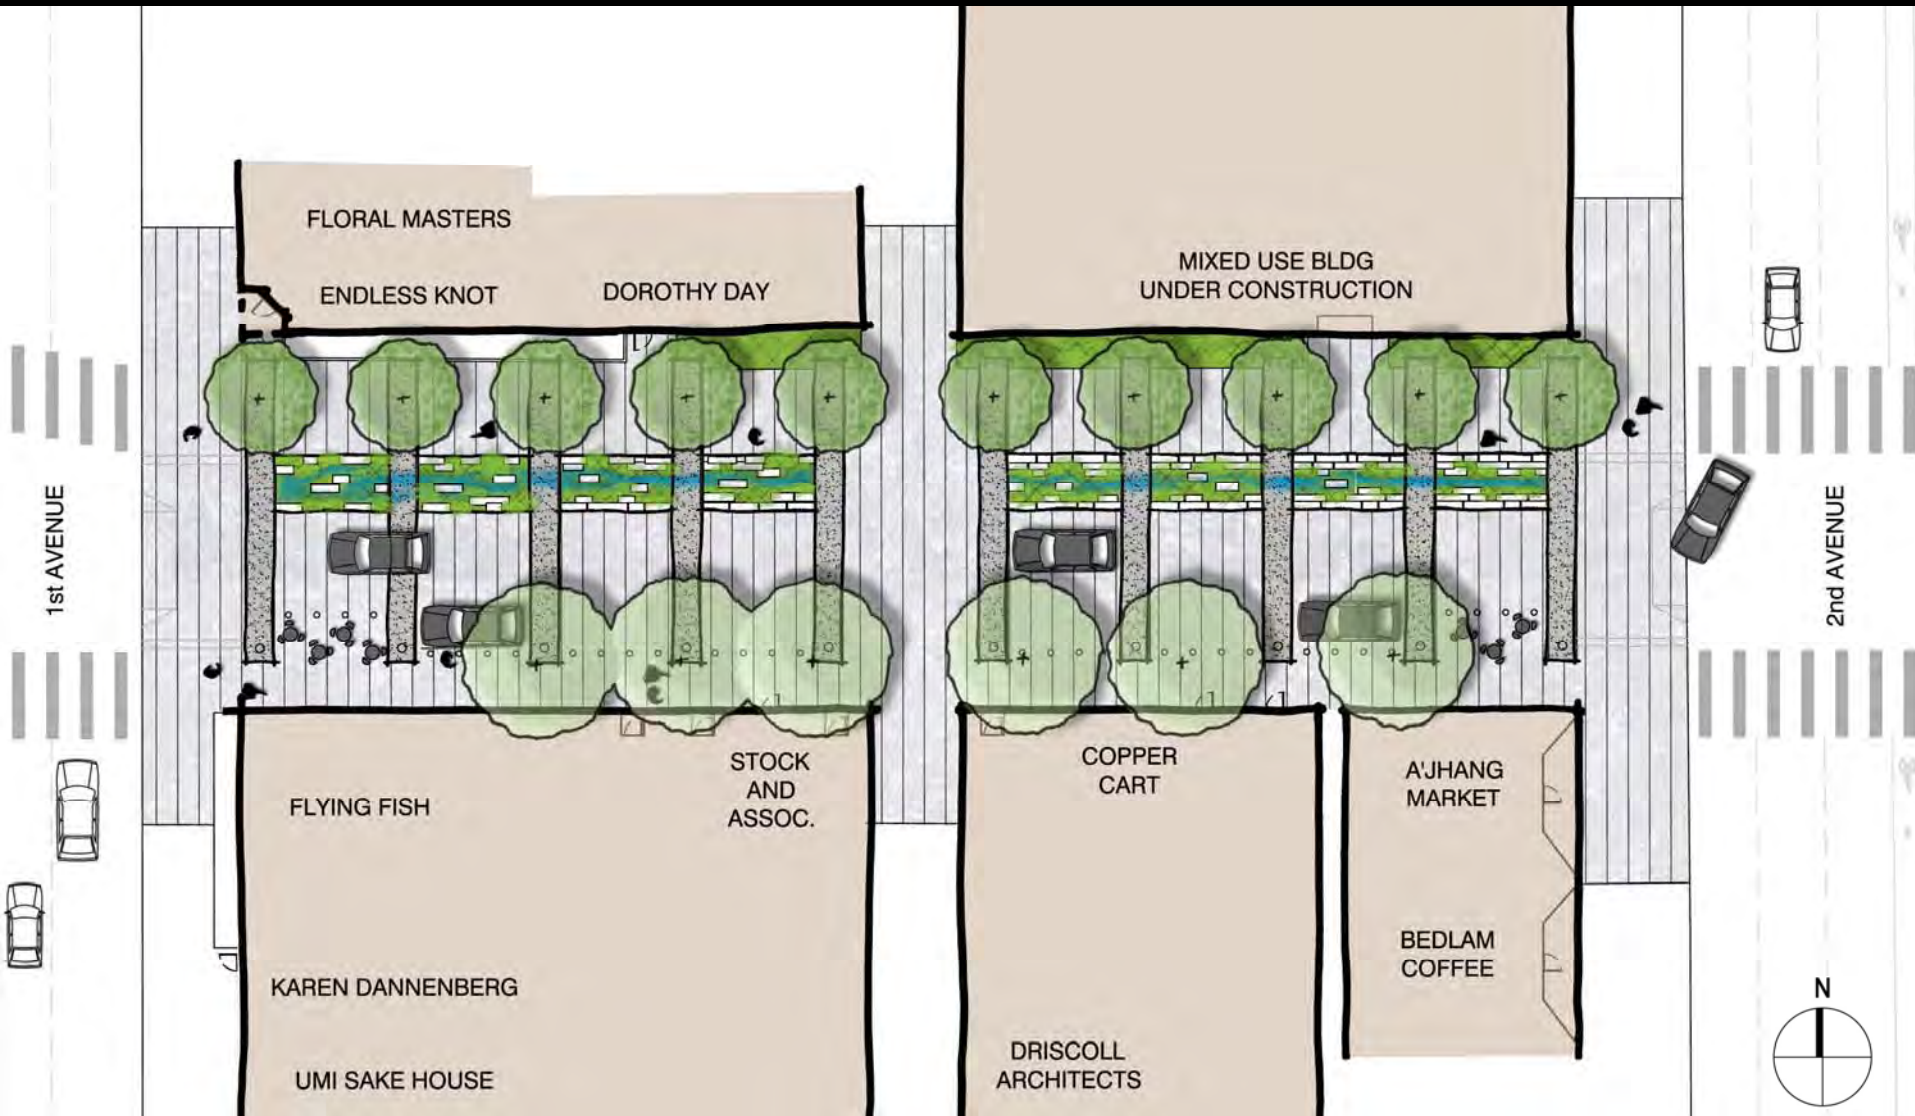 FLORAL MASTERS
ENDLESS KNOT
DOROTHY DAY
MIXED USE BLDG
UNDER CONSTRUCTION
1st AVENUE
2nd AVENUE
FLYING FISH
STOCK
AND
ASSOC.
COPPER
CART
A'JHANG
MARKET
BEDLAM
COFFEE
KAREN DANNENBERG
UMI SAKE HOUSE
DRISCOLL
ARCHITECTS
N